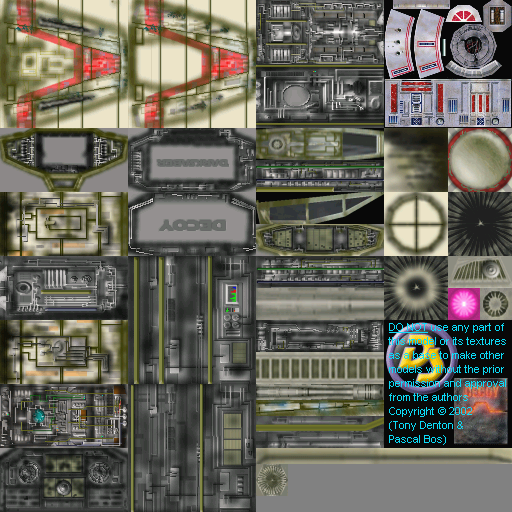 DECOY
DO NOT use any part of
this model or its textures
as a base to make other
models without the prior
permission and approva
from the authors
Copyright © 2002
(Tony Denton &
Pascal Bos)